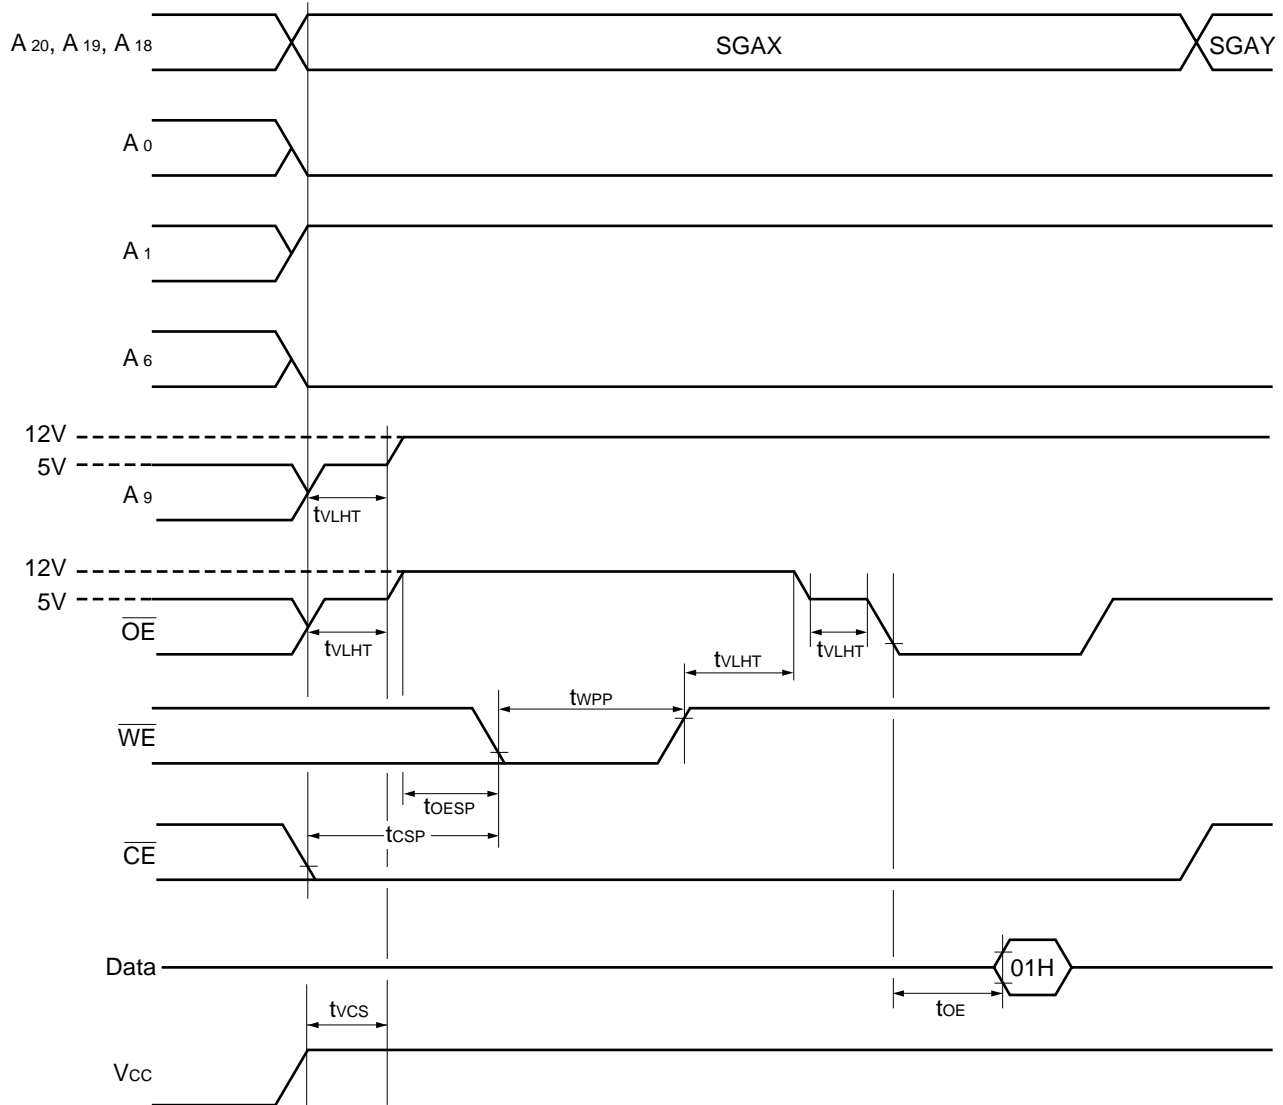 A 20, A 19, A 18
SGAX
SGAY
A 0
A 1
A 6
12V
5V
A 9
tVLHT
12V
5V
OE
tVLHT
tVLHT
tVLHT
tWPP
WE
tOESP
tCSP
CE
Data
01H
tOE
tVCS
VCC